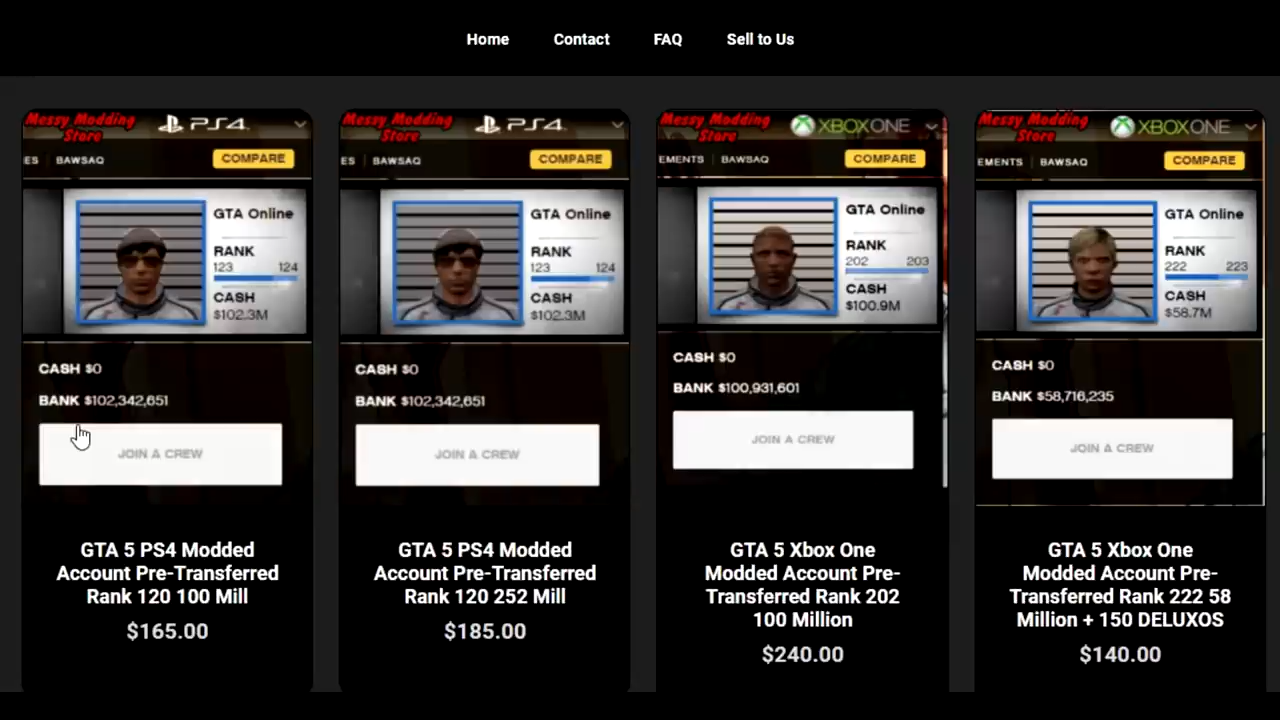 Home Contact FAQ Sell to Us
Messy Modding
Store
PS4
ES BAWSAQ COMPARE
GTA Online
RANK
123 124
CASH
$102.3M
CASH $0
BANK $102,342,651
JOIN A CREW
GTA 5 PS4 Modded
Account Pre-Transferred
Rank 120 100 Mill
$165.00
Messy Modding
Store
PS4
ES BAWSAQ COMPARE
GTA Online
RANK
123 124
CASH
$102.3M
CASH $0
BANK $102,342,651
JOIN A CREW
GTA 5 PS4 Modded
Account Pre-Transferred
Rank 120 252 Mill
$185.00
Messy Modding
Store
XBOX ONE
EMENTS BAWSAQ COMPARE
GTA Online
RANK
202 203
CASH
$100.9M
CASH $0
BANK $100,931,601
JOIN A CREW
GTA 5 Xbox One
Modded Account Pre-
Transferred Rank 202
100 Million
$240.00
Messy Modding
Store
XBOX ONE
EMENTS BAWSAQ COMPARE
GTA Online
RANK
222 223
CASH
$58.7M
CASH $0
BANK $58,716,235
JOIN A CREW
GTA 5 Xbox One
Modded Account Pre-
Transferred Rank 222 58
Million + 150 DELUXOS
$140.00